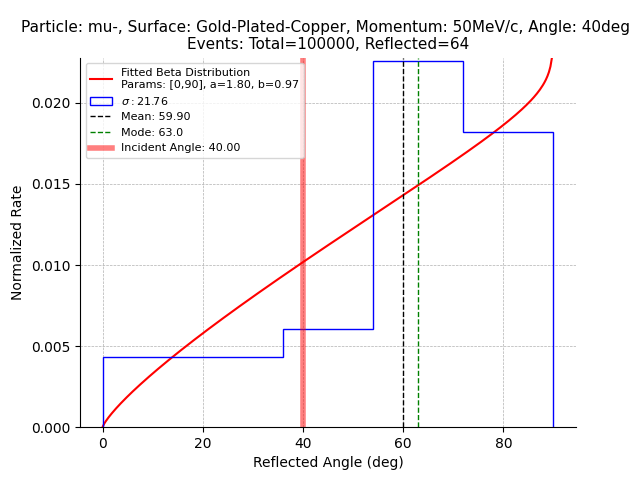 Particle: mu-, Surface: Gold-Plated-Copper, Momentum: 50MeV/c, Angle: 40deg
Events: Total=100000, Reflected=64
Fitted Beta Distribution
Params: [0,90], a=1.80, b=0.97
σ: 21.76
Mean: 59.90
Mode: 63.0
Incident Angle: 40.00
Normalized Rate
0.020
0.015
0.010
0.005
0.000
0 20 40 60 80
Reflected Angle (deg)